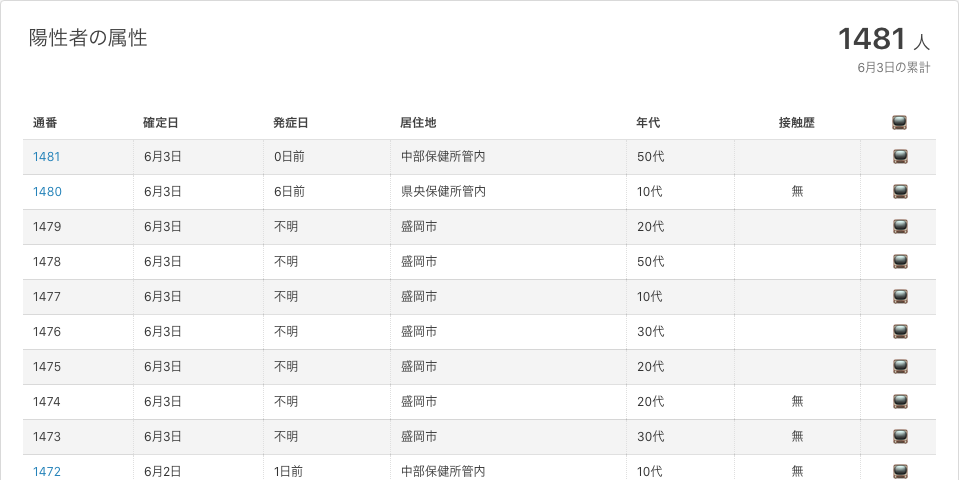 陽性者の属性
1481 人
6月3日の累計
通番 確定日 発症日 居住地 年代 接触歴
1481 6月3日 0日前 中部保健所管内 50代
1480 6月3日 6日前 県央保健所管内 10代 無
1479 6月3日 不明 盛岡市 20代
1478 6月3日 不明 盛岡市 50代
1477 6月3日 不明 盛岡市 10代
1476 6月3日 不明 盛岡市 30代
1475 6月3日 不明 盛岡市 20代
1474 6月3日 不明 盛岡市 20代 無
1473 6月3日 不明 盛岡市 30代 無
1472 6月2日 1日前 中部保健所管内 10代 無